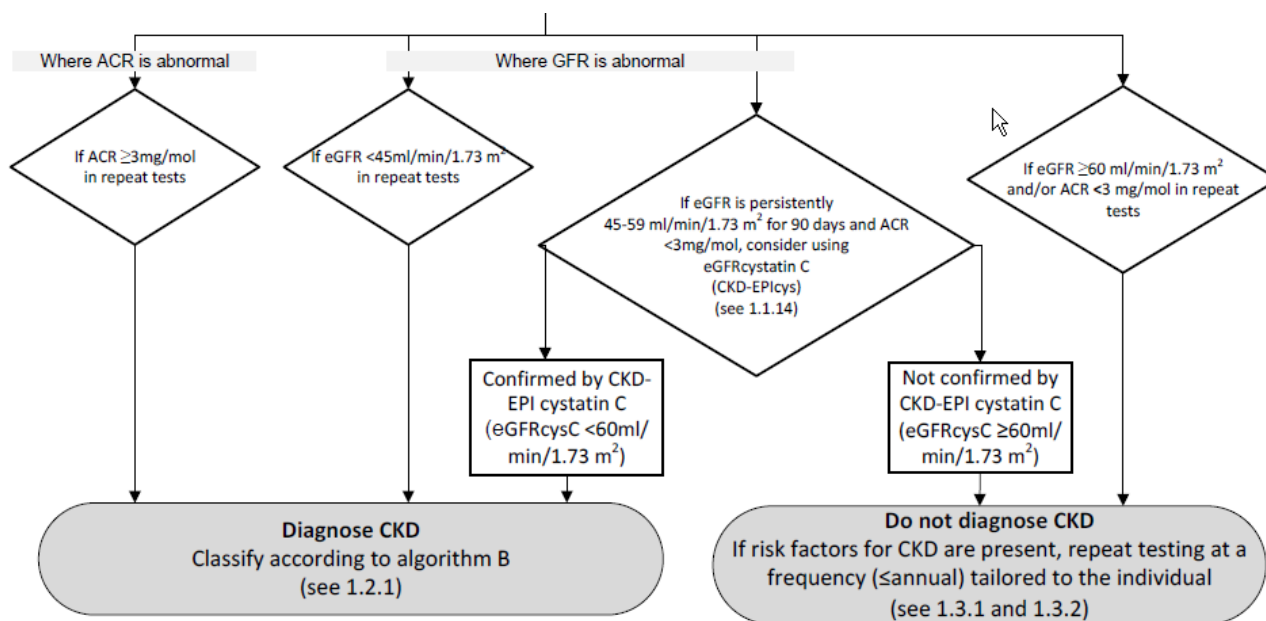 Where ACR is abnormal
Where GFR is abnormal
If ACR ≥3mg/mol
in repeat tests
If eGFR <45ml/min/1.73 m²
in repeat tests
If eGFR is persistently
45-59 ml/min/1.73 m² for 90 days and ACR
<3mg/mol, consider using
eGFRcystatin C
(CKD-EPIcys)
(see 1.1.14)
If eGFR ≥60 ml/min/1.73 m²
and/or ACR <3 mg/mol in repeat
tests
Confirmed by CKD-
EPI cystatin C
(eGFRcysC <60ml/
min/1.73 m²)
Not confirmed by
CKD-EPI cystatin C
(eGFRcysC ≥60ml/
min/1.73 m²)
Diagnose CKD
Classify according to algorithm B
(see 1.2.1)
Do not diagnose CKD
If risk factors for CKD are present, repeat testing at a
frequency (≤annual) tailored to the individual
(see 1.3.1 and 1.3.2)